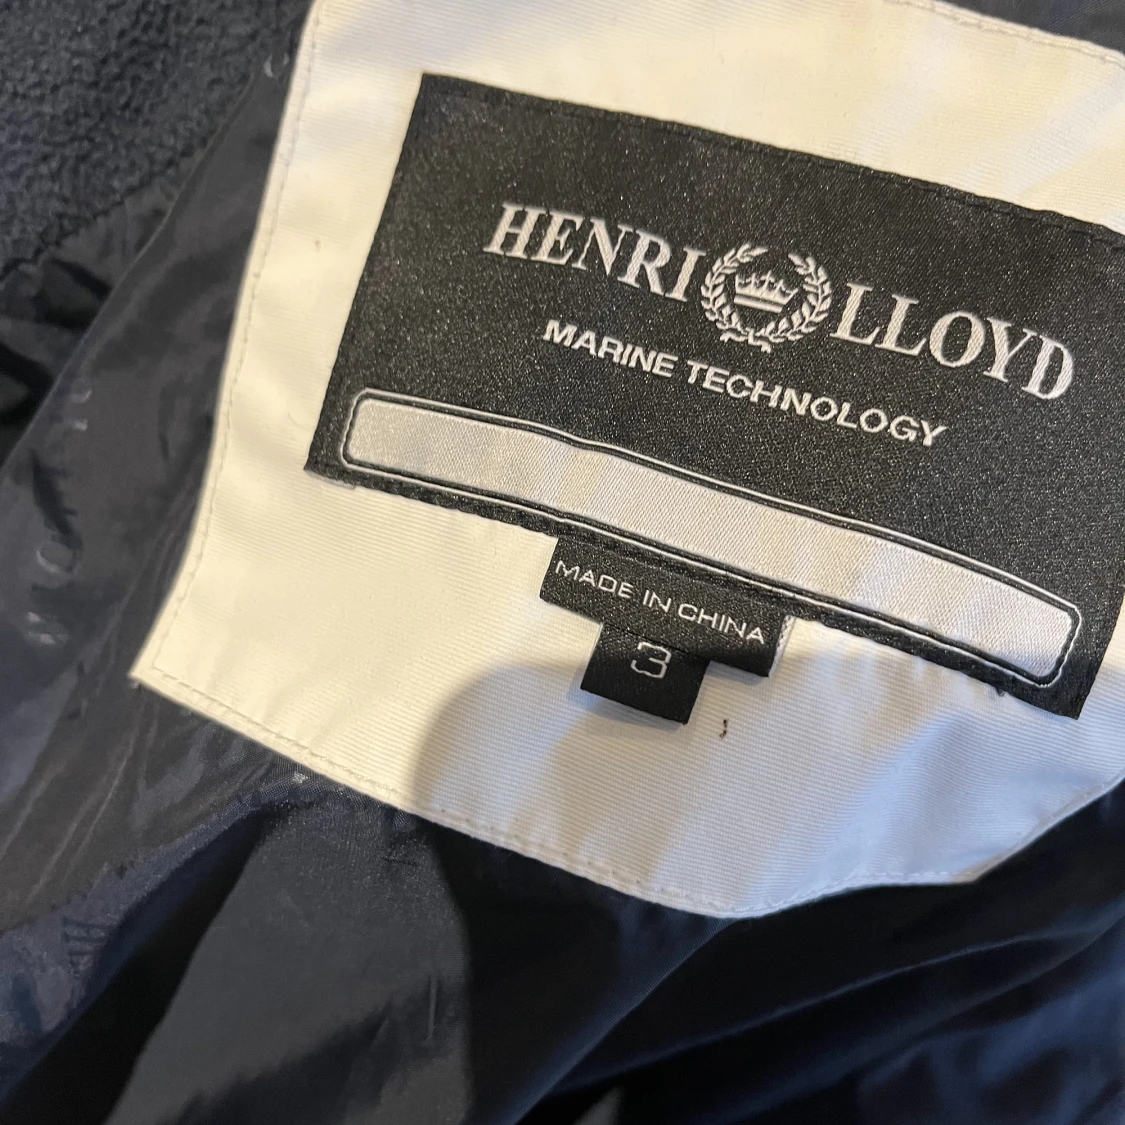 HENRI LLOYD
MARINE TECHNOLOGY
MADE IN CHINA
3